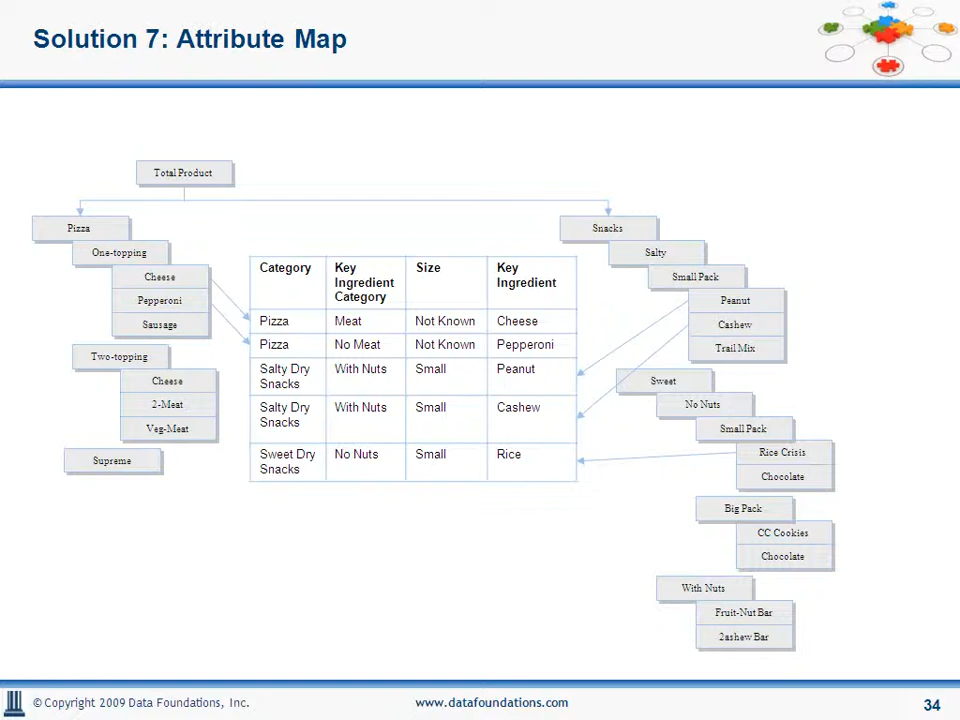 Solution 7: Attribute Map
Total Product
Pizza
One-topping
Cheese
Pepperoni
Sausage
Two-topping
Cheese
2-Meat
Veg-Meat
Supreme
Category Key Ingredient Category Size Key Ingredient
Pizza Meat Not Known Cheese
Pizza No Meat Not Known Pepperoni
Salty Dry Snacks With Nuts Small Peanut
Salty Dry Snacks With Nuts Small Cashew
Sweet Dry Snacks No Nuts Small Rice
Snacks
Salty
Small Pack
Peanut
Cashew
Trail Mix
Sweet
No Nuts
Small Pack
Rice Crisis
Chocolate
Big Pack
CC Cookies
Chocolate
With Nuts
Fruit-Nut Bar
2ashew Bar
© Copyright 2009 Data Foundations, Inc.
www.datafoundations.com
34